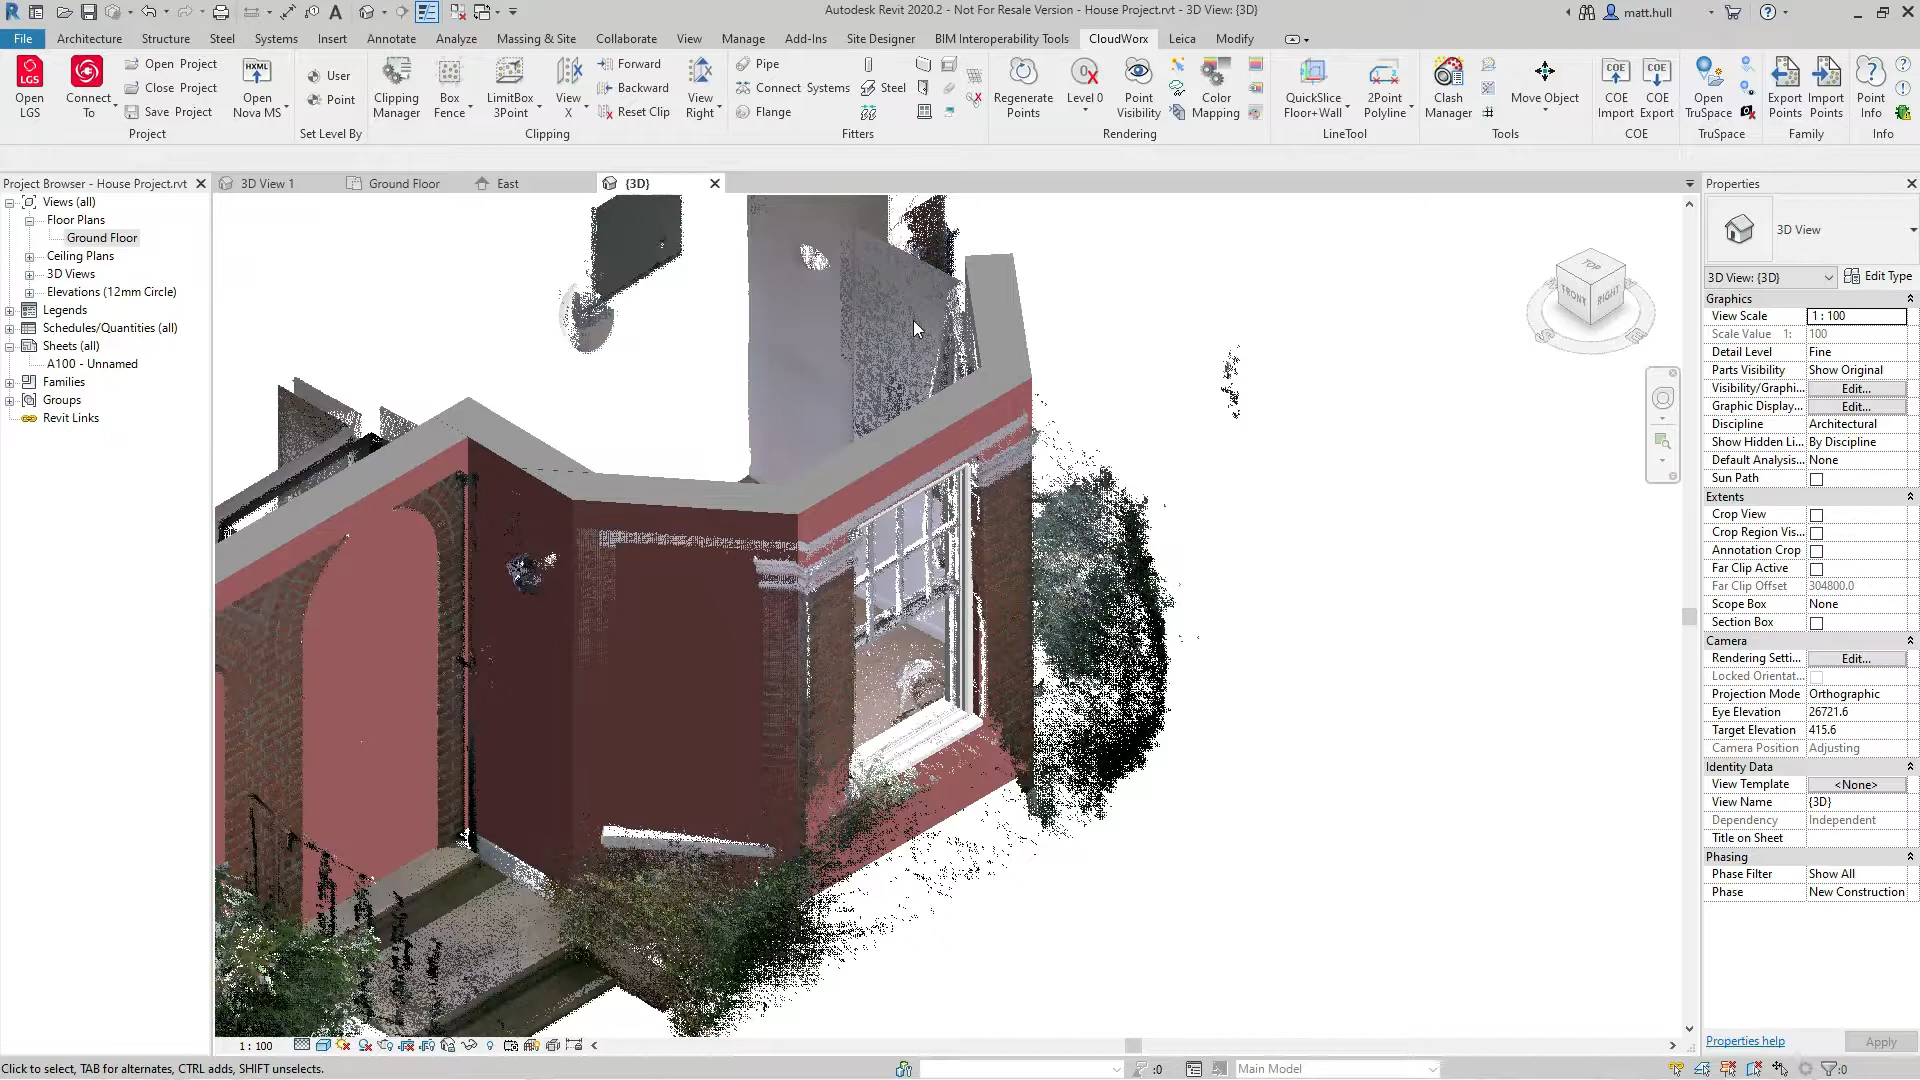 Autodesk Revit 2020.2 - Not For Resale Version - House Project.rvt - 3D View: {3D}
matt.hull
File Architecture Structure Steel Systems Insert Annotate Analyze Massing & Site Collaborate View Manage Add-Ins Site Designer BIM Interoperability Tools CloudWorx Leica Modify
LGS
Open LGS
Connect To
Open Project
Close Project
Save Project
HXML
Open Nova MS
Project
User
Point
Set Level By
Clipping Manager
Box Fence
LimitBox 3Point
View X
Forward
Backward
Reset Clip
View Right
Clipping
Pipe
Connect Systems
Flange
Steel
Fitters
Regenerate Points
Level 0
Point Visibility
Color Mapping
Rendering
QuickSlice Floor+Wall
2Point Polyline
LineTool
Clash Manager
Move Object
Tools
COE
COE Import
COE
COE Export
COE
Open TruSpace
TruSpace
Export Points
Import Points
Family
Point Info
Info
Project Browser - House Project.rvt
Views (all)
Floor Plans
Ground Floor
Ceiling Plans
3D Views
Elevations (12mm Circle)
Legends
Schedules/Quantities (all)
Sheets (all)
A100 - Unnamed
Families
Groups
Revit Links
3D View 1
Ground Floor
East
{3D}
TOP
FRONT
RIGHT
Properties
3D View
3D View: {3D}
Edit Type
Graphics
View Scale 1 : 100
Scale Value 1: 100
Detail Level Fine
Parts Visibility Show Original
Visibility/Graphi... Edit...
Graphic Display... Edit...
Discipline Architectural
Show Hidden Li... By Discipline
Default Analysis... None
Sun Path
Extents
Crop View
Crop Region Vis...
Annotation Crop
Far Clip Active
Far Clip Offset 304800.0
Scope Box None
Section Box
Camera
Rendering Setti... Edit...
Locked Orientat...
Projection Mode Orthographic
Eye Elevation 26721.6
Target Elevation 415.6
Camera Position Adjusting
Identity Data
View Template <None>
View Name {3D}
Dependency Independent
Title on Sheet
Phasing
Phase Filter Show All
Phase New Construction
Properties help
Apply
1 : 100
Click to select, TAB for alternates, CTRL adds, SHIFT unselects.
:0
Main Model
:0